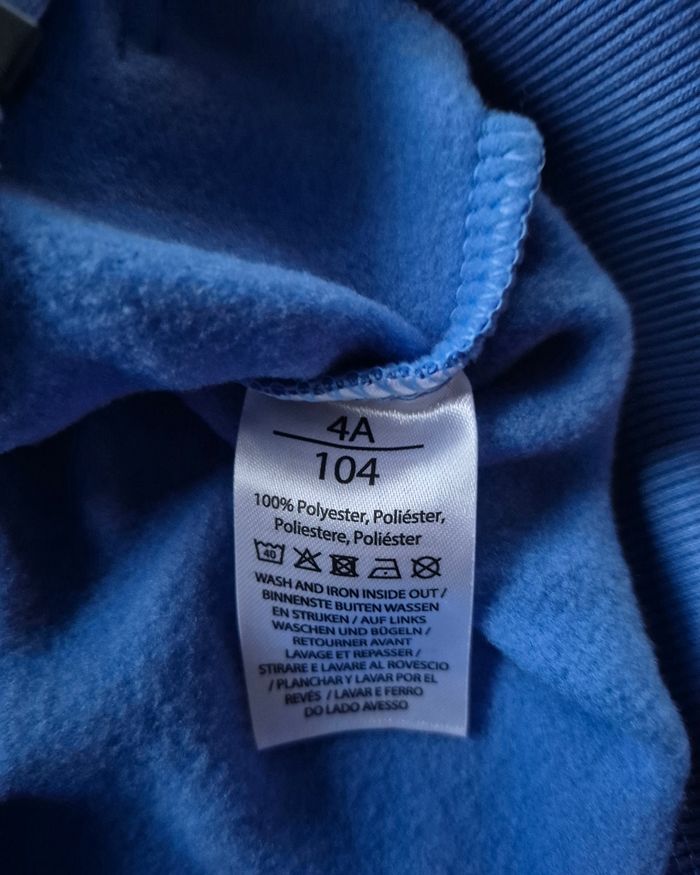 4A
104
100% Polyester, Poliéster,
Poliestere, Poliéster
40
WASH AND IRON INSIDE OUT /
BINNENSTE BUITEN WASSEN
EN STRUKEN / AUF LINKS
WASCHEN UND BÜGELN /
RETOURNER AVANT
LAVAGE ET REPASSER /
STIRARE E LAVARE AL ROVESCIO
/ PLANCHAR Y LAVAR POR EL
REVÉS / LAVAR E FERRO
DO LADO AVESSO